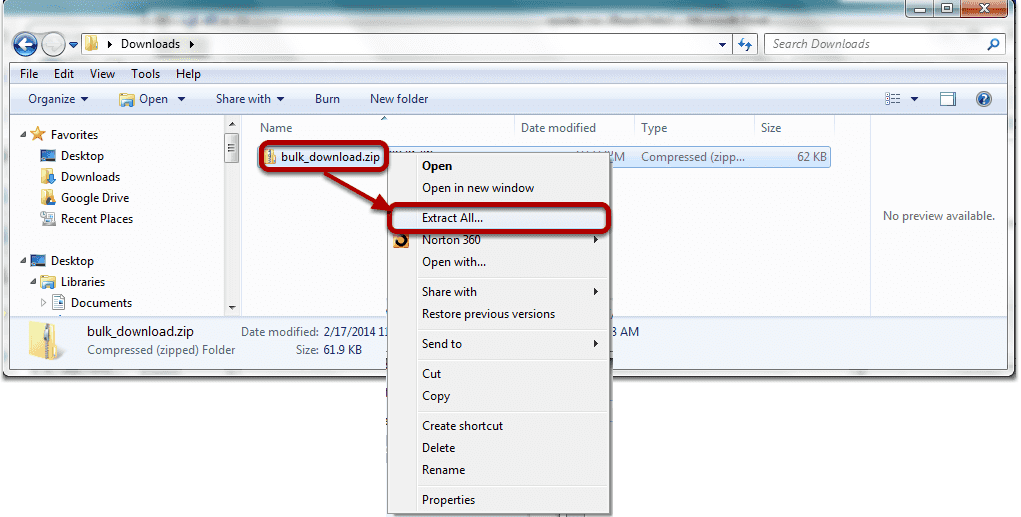 Downloads
Search Downloads
File Edit View Tools Help
Organize Open Share with Burn New folder
Name Date modified Type Size
bulk_download.zip Compressed (zipp... 62 KB
Favorites
Desktop
Downloads
Google Drive
Recent Places
Desktop
Libraries
Documents
No preview available.
Open
Open in new window
Extract All...
Norton 360
Open with...
Share with
Restore previous versions
Send to
Cut
Copy
Create shortcut
Delete
Rename
Properties
bulk_download.zip Date modified: 2/17/2014 AM
Compressed (zipped) Folder Size: 61.9 KB